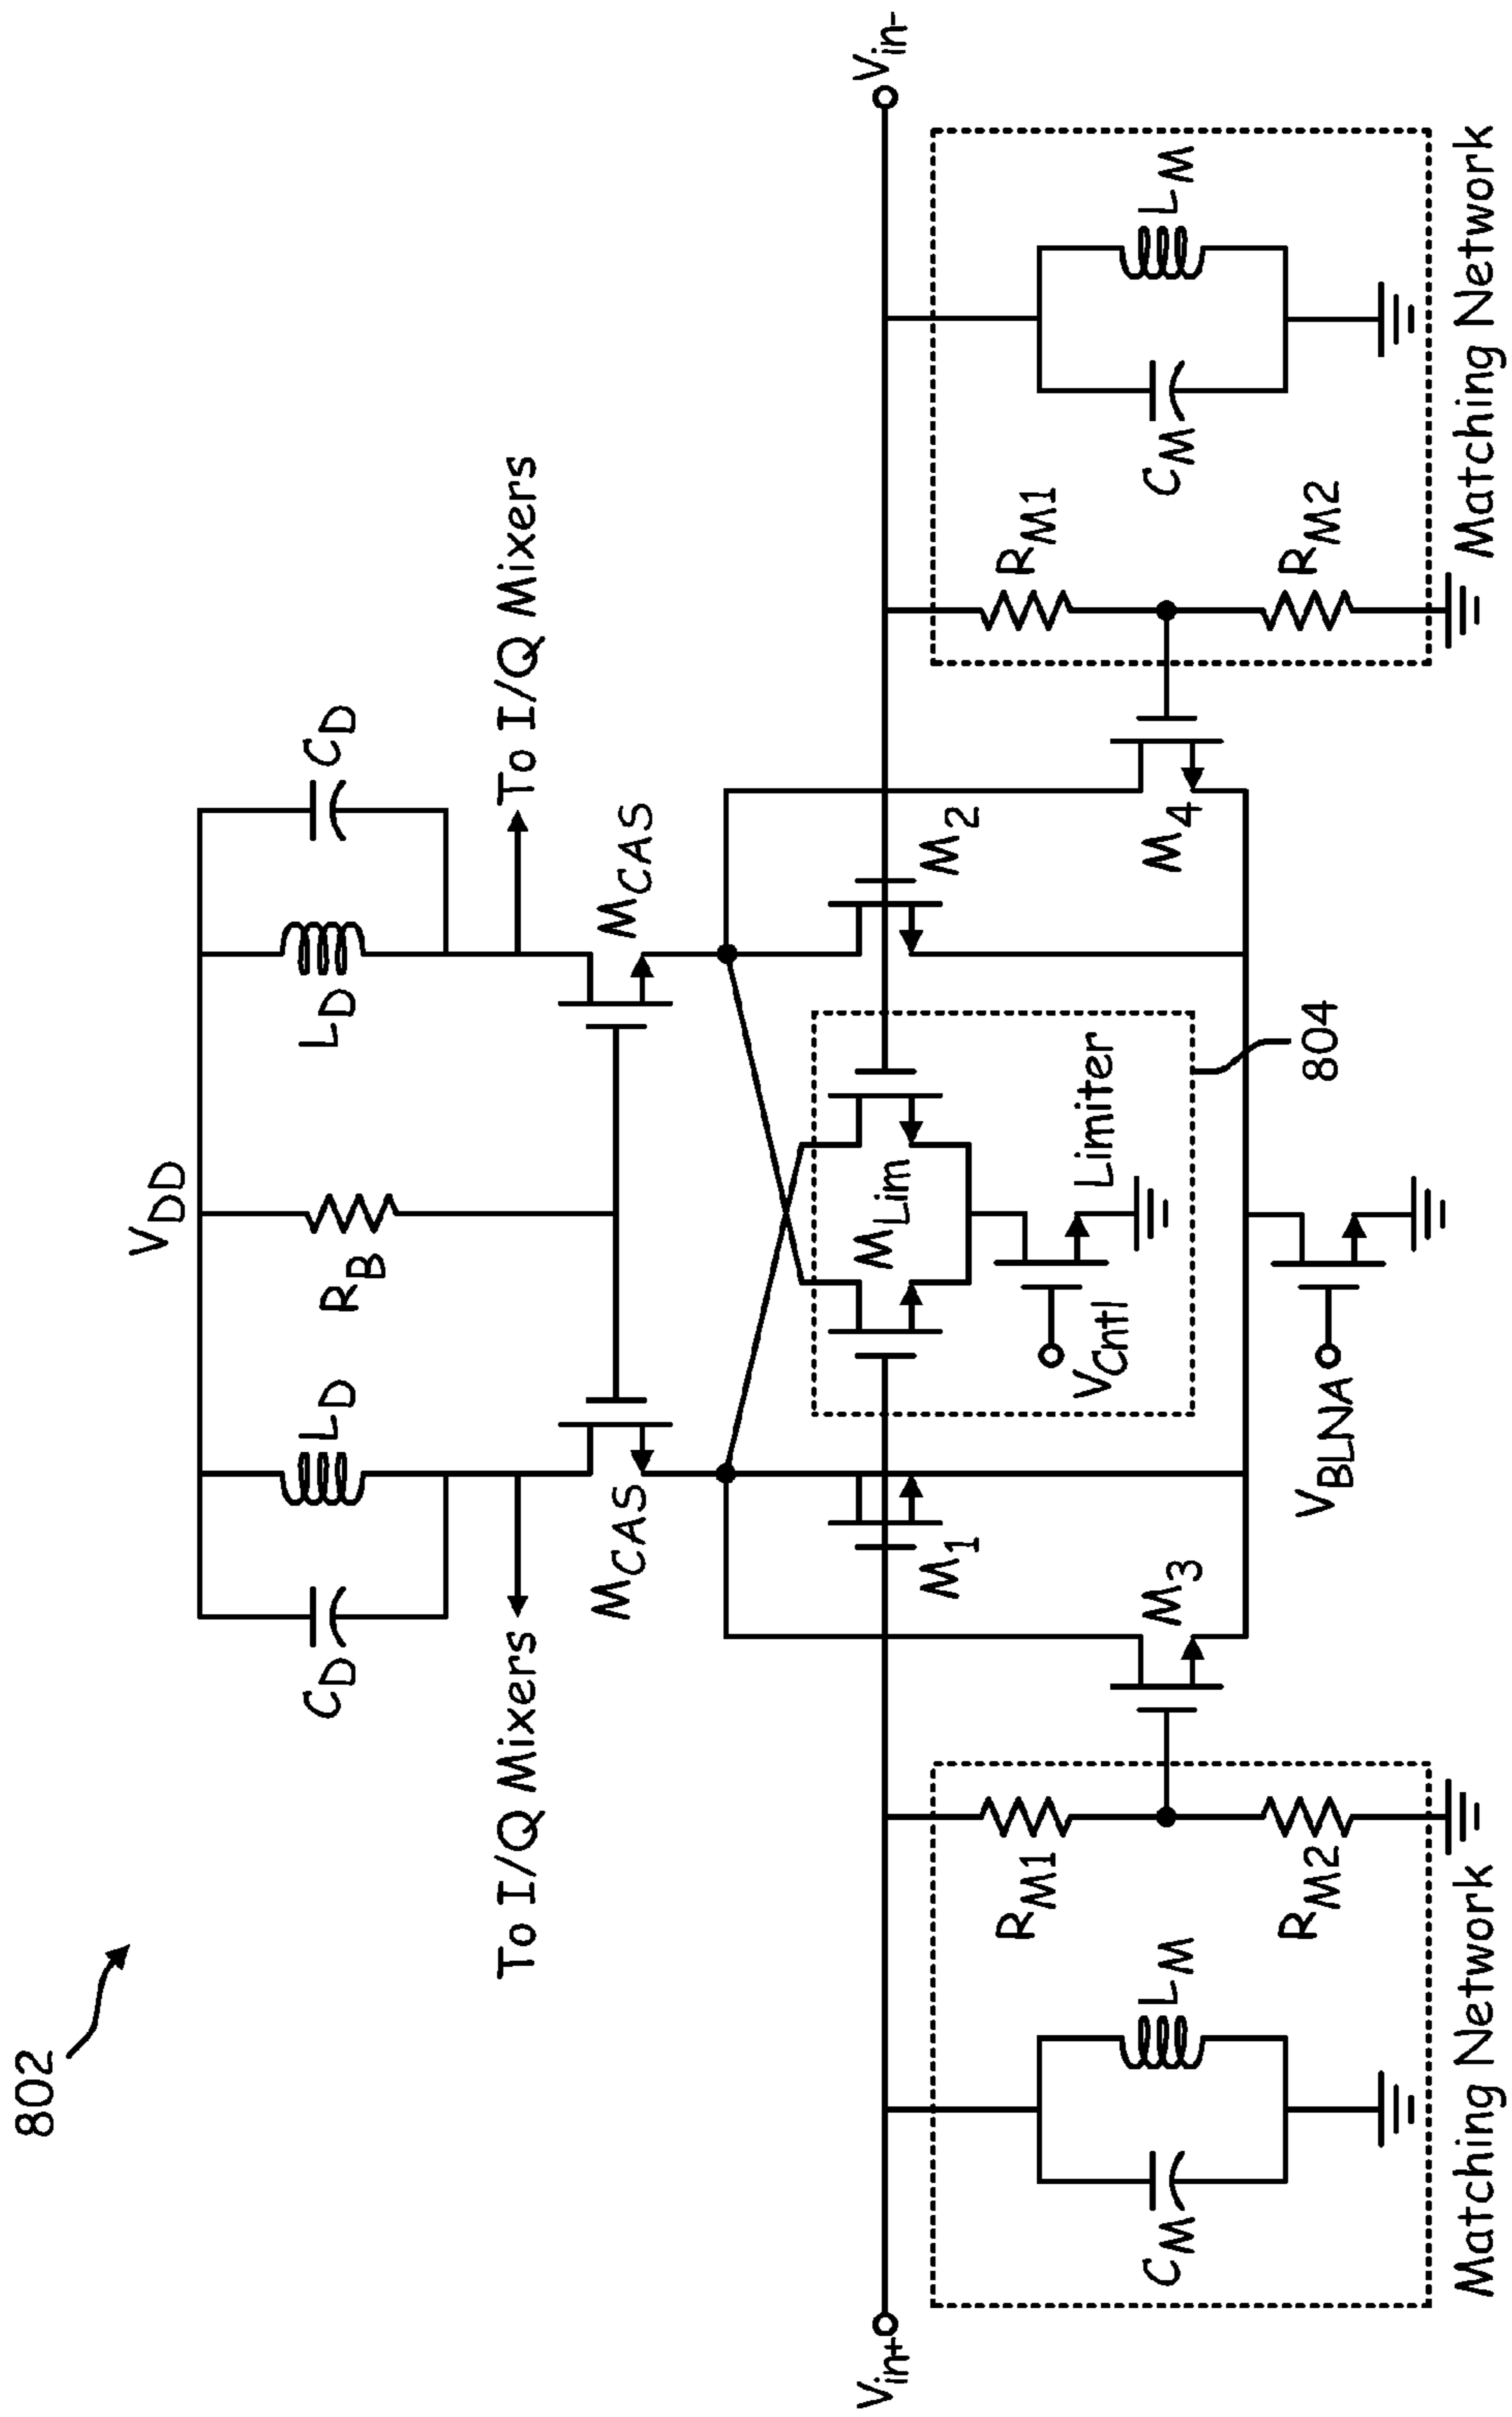 802
V_DD
C_D
L_D
R_B
L_D
C_D
To I/Q Mixers
To I/Q Mixers
M_CAS
M_CAS
V_in+
V_in-
M_1
M_Lim
M_2
V_Cntl
Limiter
M_3
M_4
C_M
L_M
R_M1
R_M2
R_M1
R_M2
C_M
L_M
804
V_BLNA
Matching Network
Matching Network